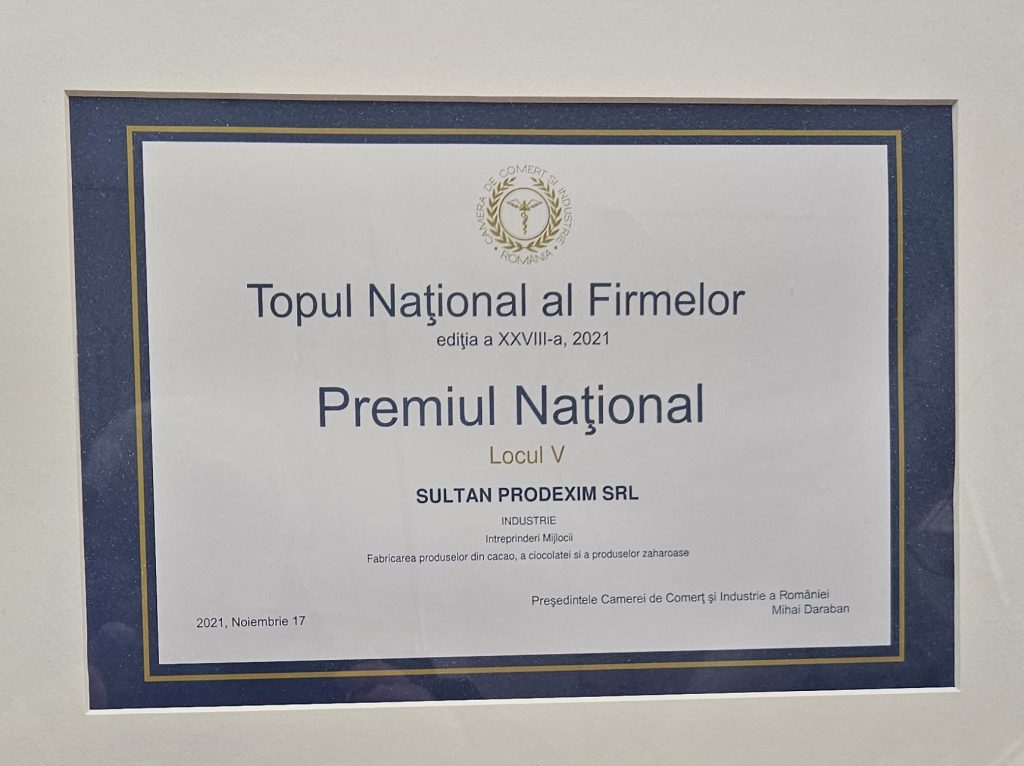 CAMERA DE COMERT SI INDUSTRIE
ROMÂNIA
Topul Naţional al Firmelor
ediţia a XXVIII-a, 2021
Premiul Naţional
Locul V
SULTAN PRODEXIM SRL
INDUSTRIE
Intreprinderi Mijlocii
Fabricarea produselor din cacao, a ciocolatei si a produselor zaharoase
Preşedintele Camerei de Comerţ şi Industrie a României
Mihai Daraban
2021, Noiembrie 17